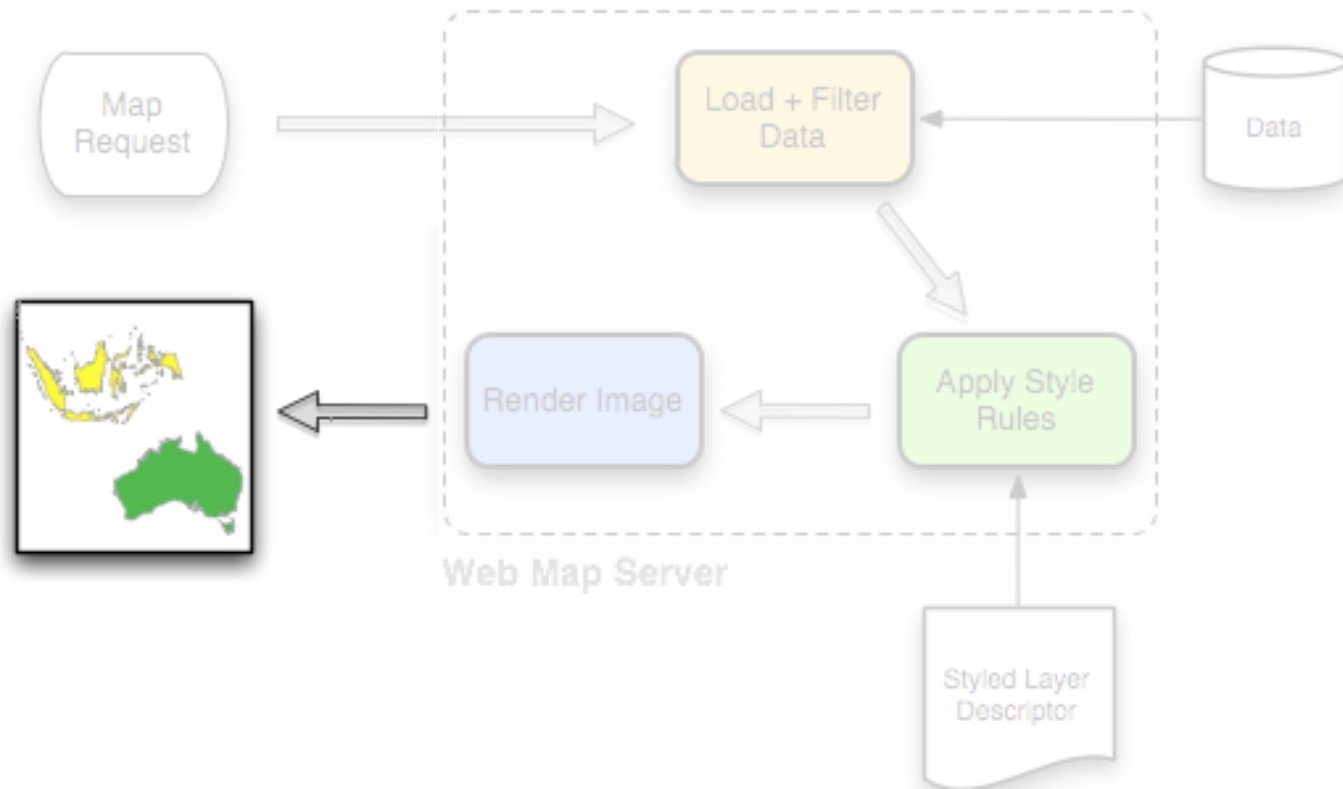 Map
Request
Load + Filter
Data
Data
Render Image
Apply Style
Rules
Web Map Server
Styled Layer
Descriptor